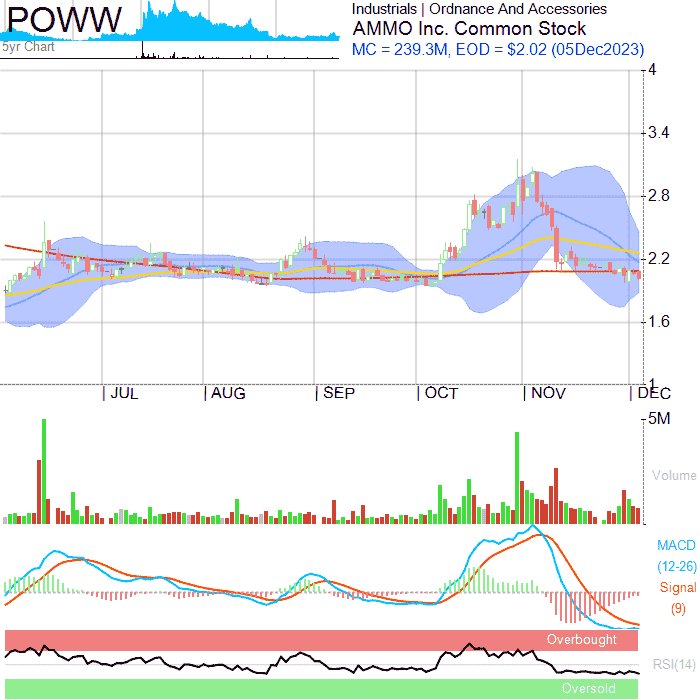 POWW
5yr Chart
Industrials | Ordnance And Accessories
AMMO Inc. Common Stock
MC = 239.3M, EOD = $2.02 (05Dec2023)
4
3.4
2.8
2.2
1.6
1
JUL
AUG
SEP
OCT
NOV
DEC
5M
Volume
MACD
(12-26)
Signal
(9)
Overbought
RSI(14)
Oversold